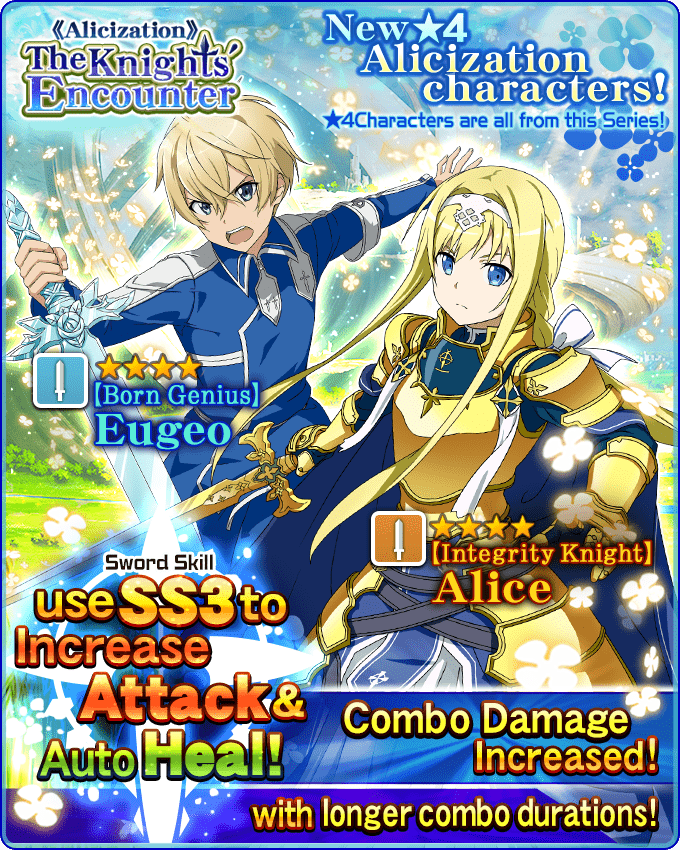 《Alicization》
The Knights'
Encounter
New★4
Alicization
characters!
★4Characters are all from this Series!
★★★★
【Born Genius】
Eugeo
★★★★
【Integrity Knight】
Alice
Sword Skill
use SS3 to
Increase
Attack &
Auto Heal!
Combo Damage
Increased!
with longer combo durations!